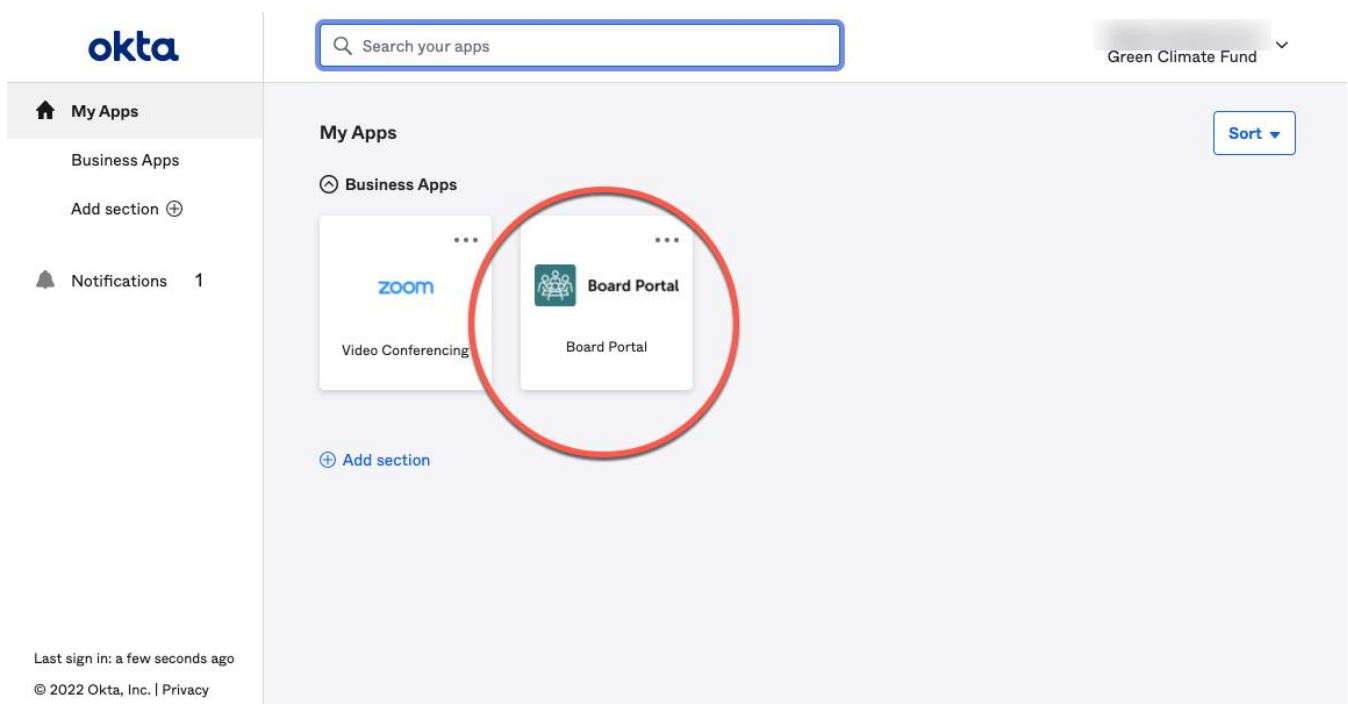 okta
Search your apps
Green Climate Fund
My Apps
Business Apps
Add section
Notifications 1
My Apps
Sort
Business Apps
zoom
Video Conferencing
Board Portal
Board Portal
Add section
Last sign in: a few seconds ago
© 2022 Okta, Inc. | Privacy